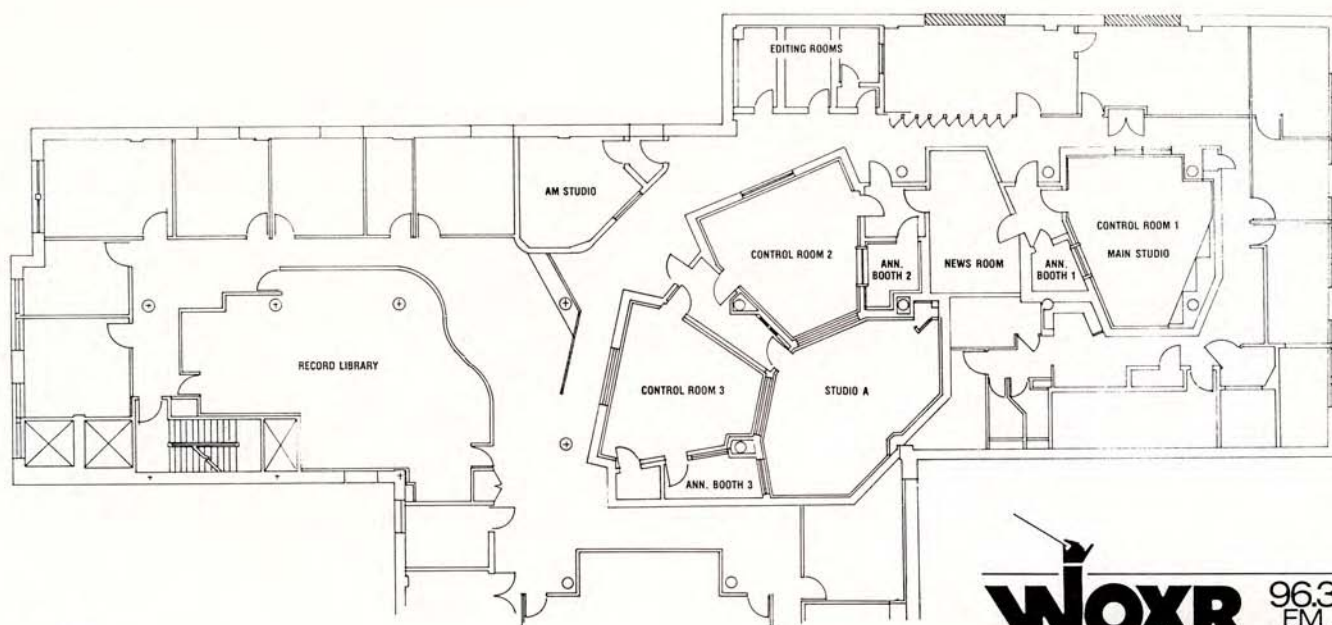 EDITING ROOMS
AM STUDIO
CONTROL ROOM 2
ANN.
BOOTH 2
NEWS ROOM
ANN.
BOOTH 1
CONTROL ROOM 1
MAIN STUDIO
RECORD LIBRARY
CONTROL ROOM 3
STUDIO A
ANN. BOOTH 3
WQXR 96.3
FM